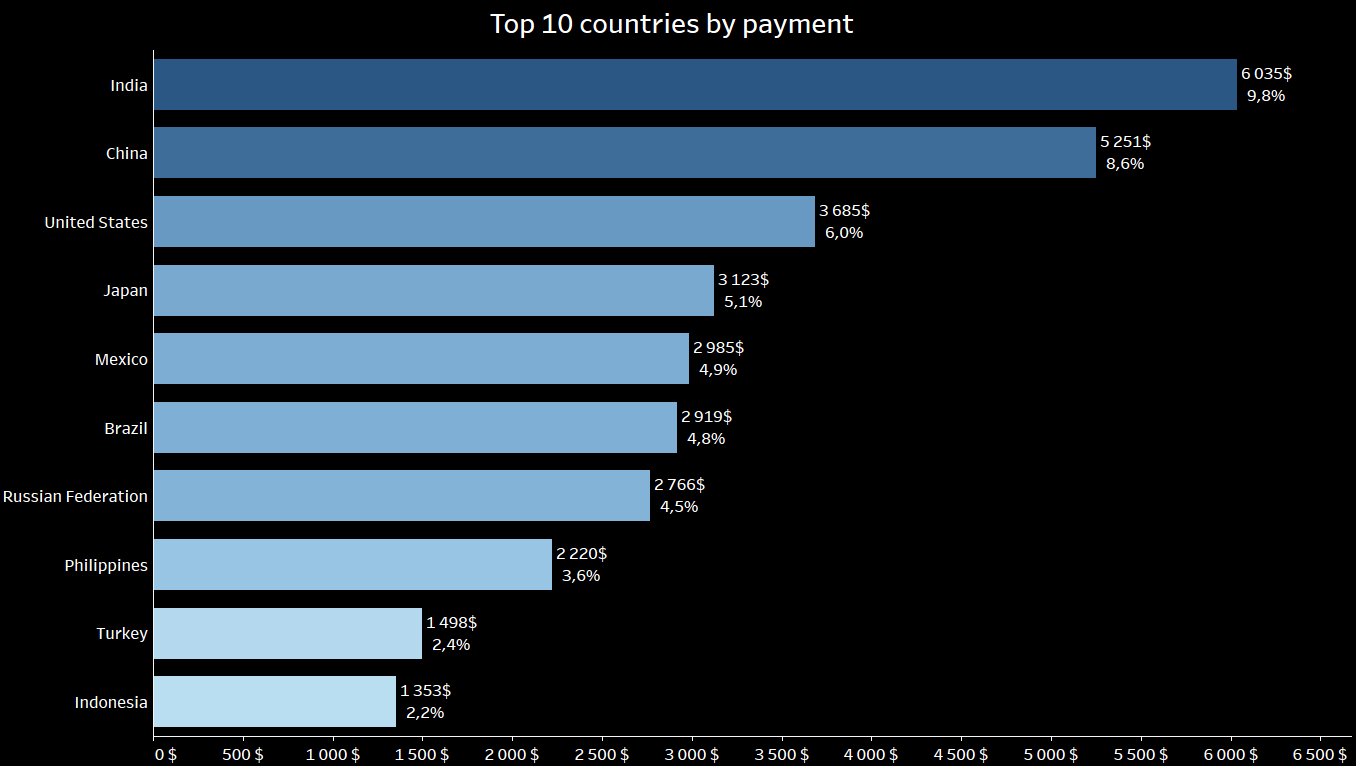 Top 10 countries by payment
India
6 035$
9,8%
China
5 251$
8,6%
United States
3 685$
6,0%
Japan
3 123$
5,1%
Mexico
2 985$
4,9%
Brazil
2 919$
4,8%
Russian Federation
2 766$
4,5%
Philippines
2 220$
3,6%
Turkey
1 498$
2,4%
Indonesia
1 353$
2,2%
0 $ 500 $ 1 000 $ 1 500 $ 2 000 $ 2 500 $ 3 000 $ 3 500 $ 4 000 $ 4 500 $ 5 000 $ 5 500 $ 6 000 $ 6 500 $